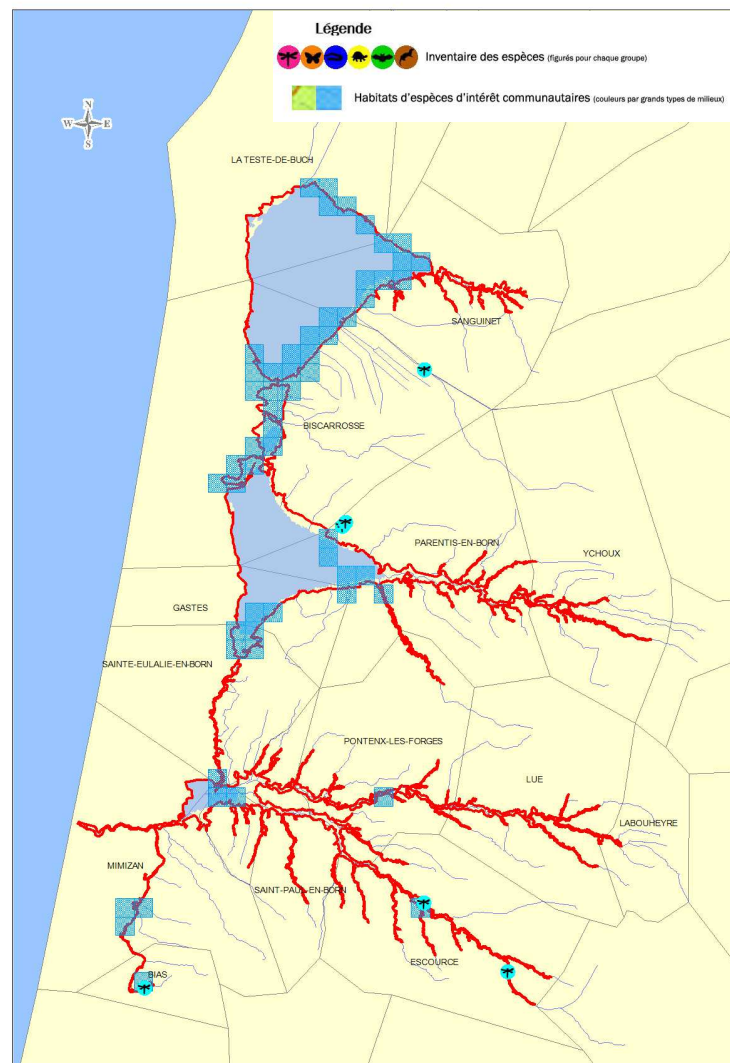 Légende
Inventaire des espèces (figurés pour chaque groupe)
Habitats d'espèces d'intérêt communautaires (couleurs par grands types de milieux)
N
W E
S
LA TESTE-DE-BUCH
SANGUINET
BISCARROSSE
PARENTIS-EN-BORN
YCHOUX
GASTES
SAINTE-EULALIE-EN-BORN
PONTENX-LES-FORGES
LUE
LABOUHEYRE
MIMIZAN
SAINT-PAUL-EN-BORN
ESCOURCE
BIAS